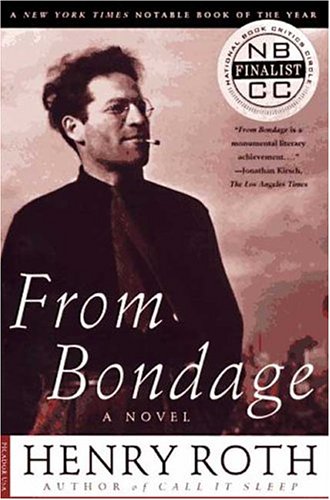 A NEW YORK TIMES NOTABLE BOOK OF THE YEAR
NATIONAL BOOK CRITICS CIRCLE
NB
FINALIST
CC
"From Bondage is a
monumental literary
achievement. . ."
—Jonathan Kirsch,
The Los Angeles Times
From
Bondage
A NOVEL
PICADOR USA
HENRY ROTH
AUTHOR OF CALL IT SLEEP